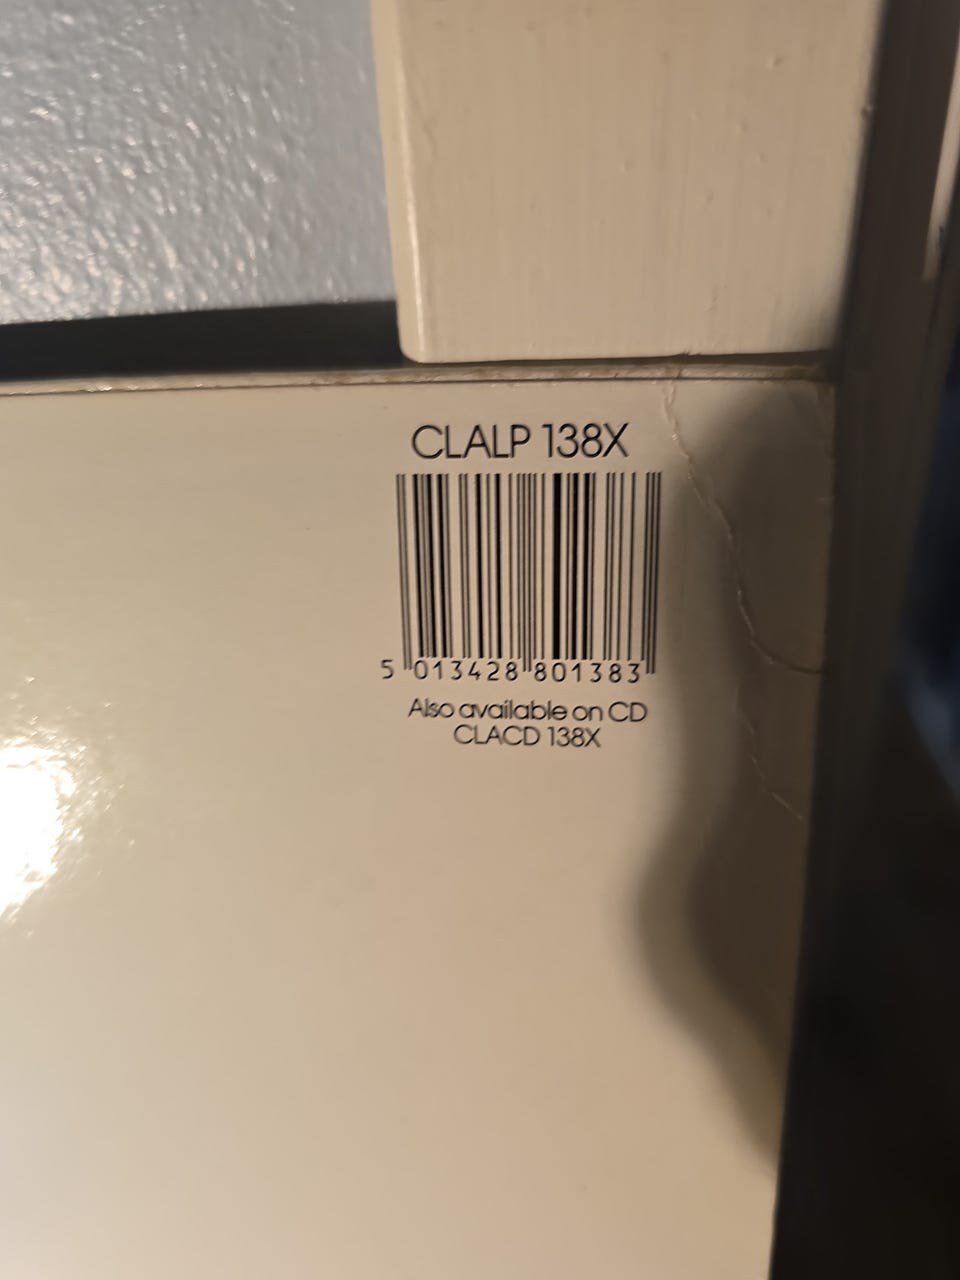 CLALP 138X
5 013428 801383
Also available on CD
CLACD 138X